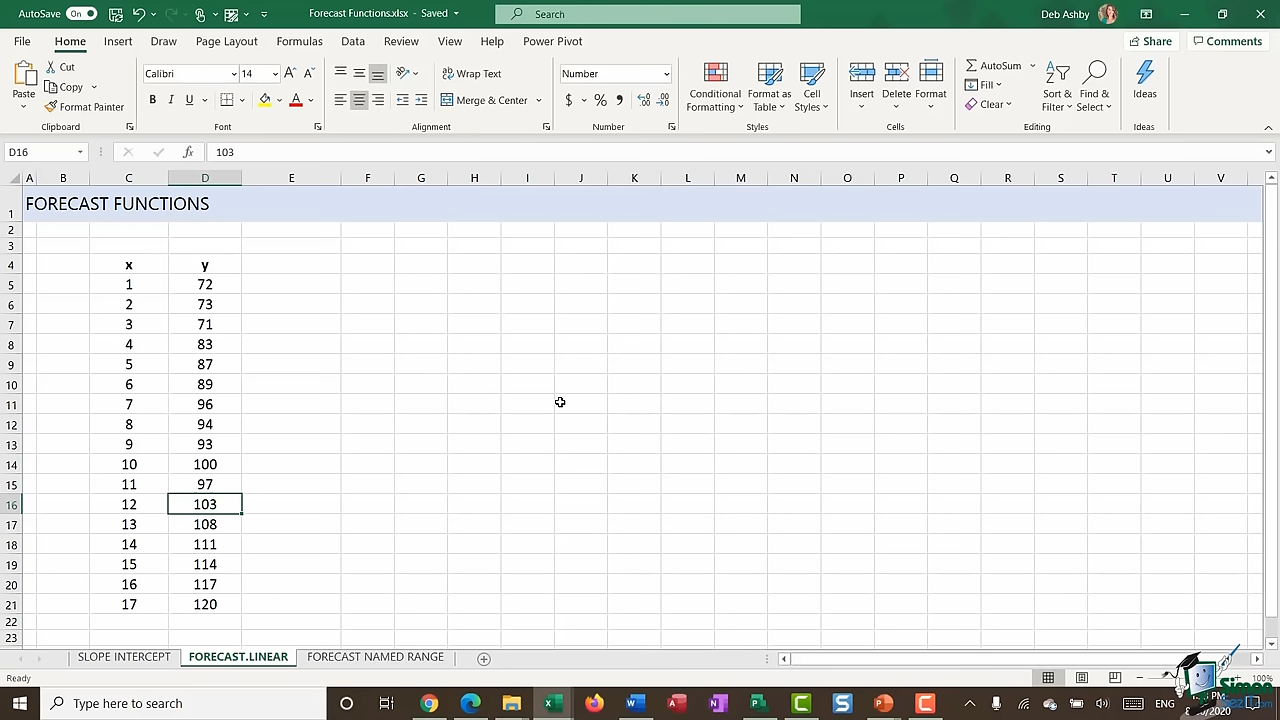 AutoSave On Forecast Functions.xlsx - Saved Search Deb Ashby
File Home Insert Draw Page Layout Formulas Data Review View Help Power Pivot Share Comments
Paste Cut Copy Format Painter Clipboard
Calibri 14 A A B I U A Font
Wrap Text Merge & Center Alignment
Number $ % Number
Conditional Formatting Format as Table Cell Styles Styles
Insert Delete Format Cells
AutoSum Fill Clear Sort & Filter Find & Select Editing
Ideas Ideas
D16 fx 103
A B C D E F G H I J K L M N O P Q R S T U V
1 FORECAST FUNCTIONS
2
3
4 x y
5 1 72
6 2 73
7 3 71
8 4 83
9 5 87
10 6 89
11 7 96
12 8 94
13 9 93
14 10 100
15 11 97
16 12 103
17 13 108
18 14 111
19 15 114
20 16 117
21 17 120
22
23
SLOPE INTERCEPT FORECAST.LINEAR FORECAST NAMED RANGE
Ready 100%
Type here to search ENG